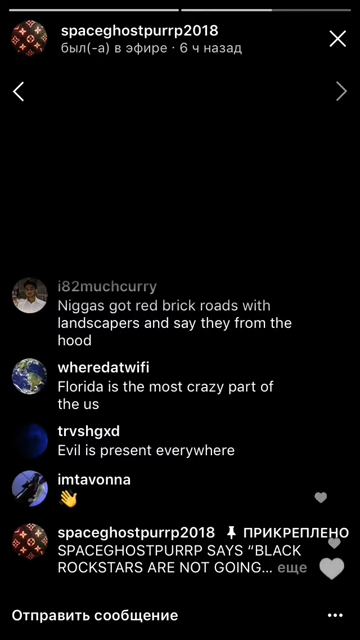 spaceghostpurrp2018
был(-а) в эфире · 6 ч назад
i82muchcurry
Niggas got red brick roads with
landscapers and say they from the
hood
wheredatwifi
Florida is the most crazy part of
the us
trvshgxd
Evil is present everywhere
imtavonna
👋
spaceghostpurrp2018 📌 ПРИКРЕПЛЕНО
SPACEGHOSTPURRP SAYS “BLACK
ROCKSTARS ARE NOT GOING... еще
Отправить сообщение